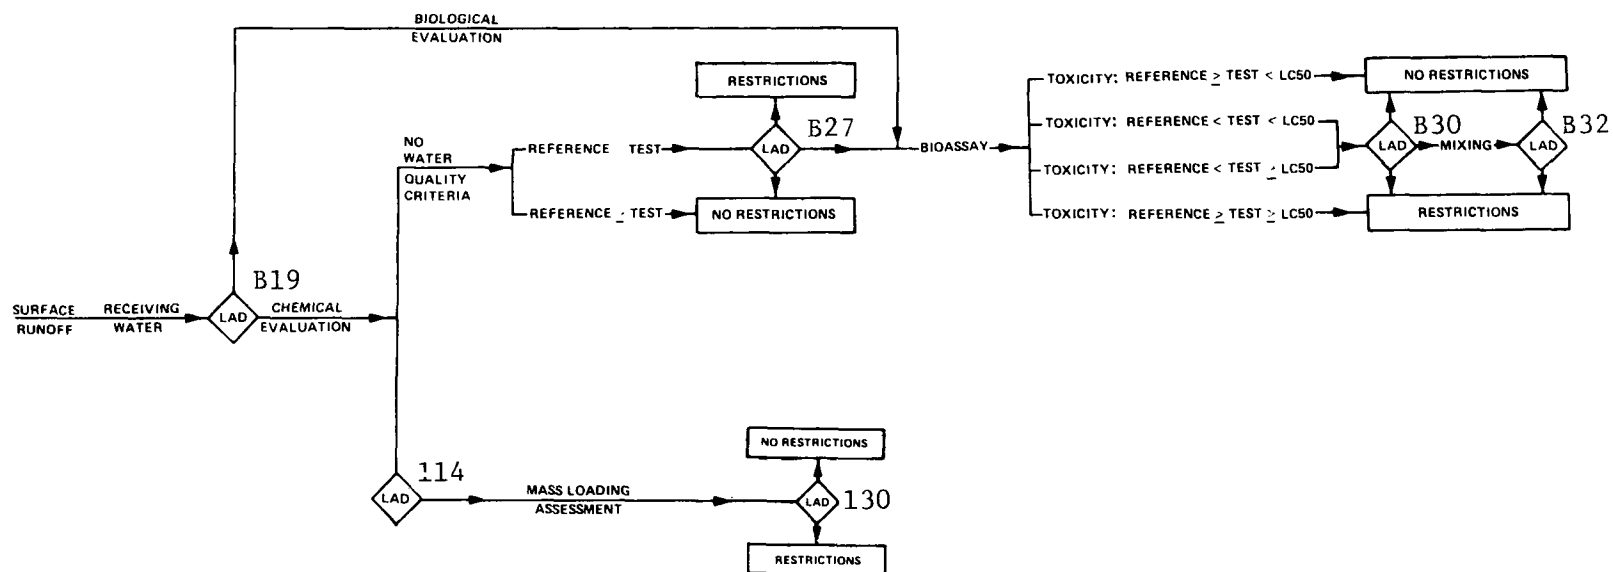 BIOLOGICAL
EVALUATION
RESTRICTIONS
B27
LAD
NO
WATER
QUALITY
CRITERIA
REFERENCE TEST
REFERENCE TEST
NO RESTRICTIONS
BIOASSAY
TOXICITY: REFERENCE ≥ TEST < LC50
TOXICITY: REFERENCE < TEST < LC50
TOXICITY: REFERENCE < TEST LC50
TOXICITY: REFERENCE ≥ TEST ≥ LC50
NO RESTRICTIONS
B30
LAD
MIXING
B32
LAD
RESTRICTIONS
SURFACE
RUNOFF
RECEIVING
WATER
B19
LAD
CHEMICAL
EVALUATION
114
LAD
MASS LOADING
ASSESSMENT
NO RESTRICTIONS
LAD
130
RESTRICTIONS